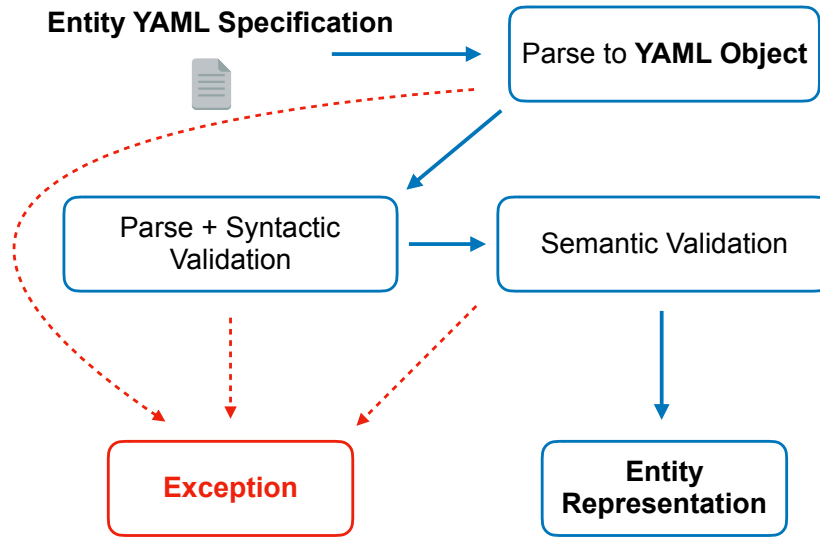 Entity YAML Specification
Parse to YAML Object
Parse + Syntactic
Validation
Semantic Validation
Exception
Entity
Representation